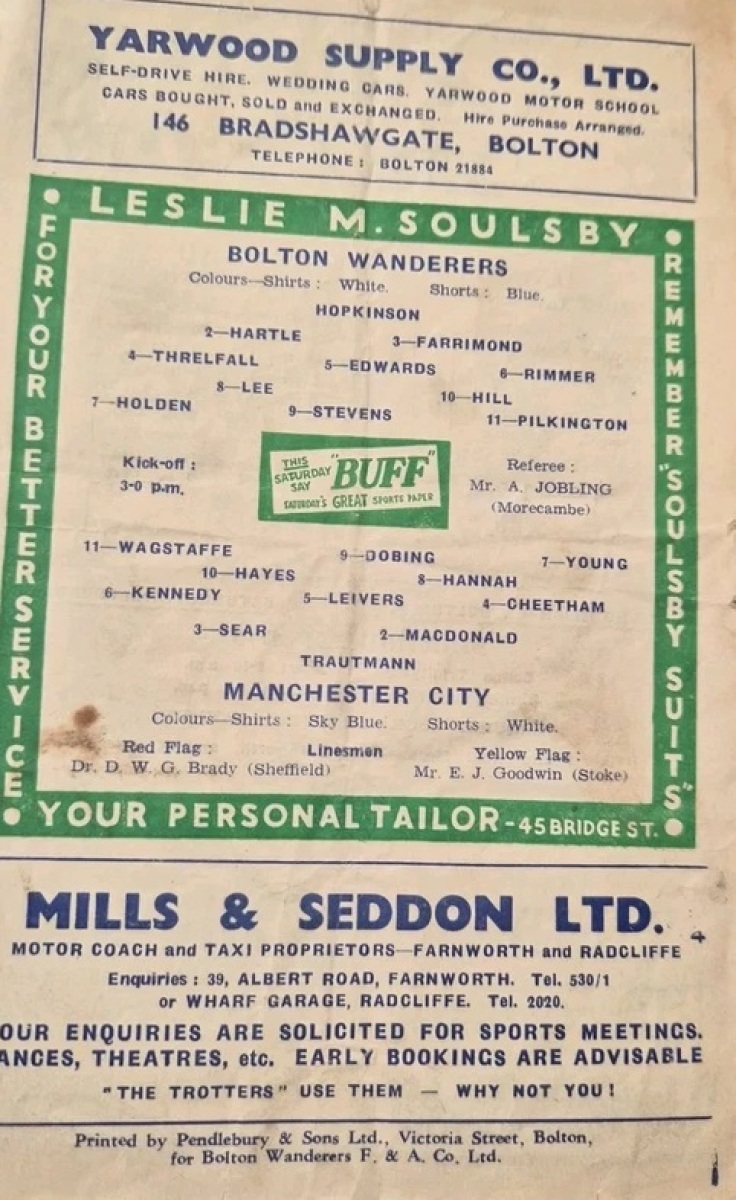 YARWOOD SUPPLY CO., LTD.
SELF-DRIVE HIRE. WEDDING CARS. YARWOOD MOTOR SCHOOL
CARS BOUGHT, SOLD and EXCHANGED. Hire Purchase Arranged.
146 BRADSHAWGATE, BOLTON
TELEPHONE: BOLTON 21884
LESLIE M. SOULSBY
FOR YOUR BETTER SERVICE
REMEMBER "SOULSBY SUITS"
BOLTON WANDERERS
Colours—Shirts: White. Shorts: Blue.
HOPKINSON
2—HARTLE 3—FARRIMOND
4—THRELFALL 5—EDWARDS 6—RIMMER
8—LEE 10—HILL
7—HOLDEN 9—STEVENS 11—PILKINGTON
Kick-off:
3-0 p.m.
THIS
SATURDAY
SAY
"BUFF"
SATURDAY'S GREAT SPORTS PAPER
Referee:
Mr. A. JOBLING
(Morecambe)
11—WAGSTAFFE 9—DOBING 7—YOUNG
10—HAYES 8—HANNAH
6—KENNEDY 5—LEIVERS 4—CHEETHAM
3—SEAR 2—MACDONALD
TRAUTMANN
MANCHESTER CITY
Colours—Shirts: Sky Blue. Shorts: White.
Red Flag: Linesmen Yellow Flag:
Dr. D. W. G. Brady (Sheffield) Mr. E. J. Goodwin (Stoke)
YOUR PERSONAL TAILOR - 45 BRIDGE ST.
MILLS & SEDDON LTD.
MOTOR COACH and TAXI PROPRIETORS—FARNWORTH and RADCLIFFE
Enquiries: 39, ALBERT ROAD, FARNWORTH. Tel. 530/1
or WHARF GARAGE, RADCLIFFE. Tel. 2020.
OUR ENQUIRIES ARE SOLICITED FOR SPORTS MEETINGS.
ANCES, THEATRES, etc. EARLY BOOKINGS ARE ADVISABLE
"THE TROTTERS" USE THEM — WHY NOT YOU!
Printed by Pendlebury & Sons Ltd., Victoria Street, Bolton,
for Bolton Wanderers F. & A. Co. Ltd.